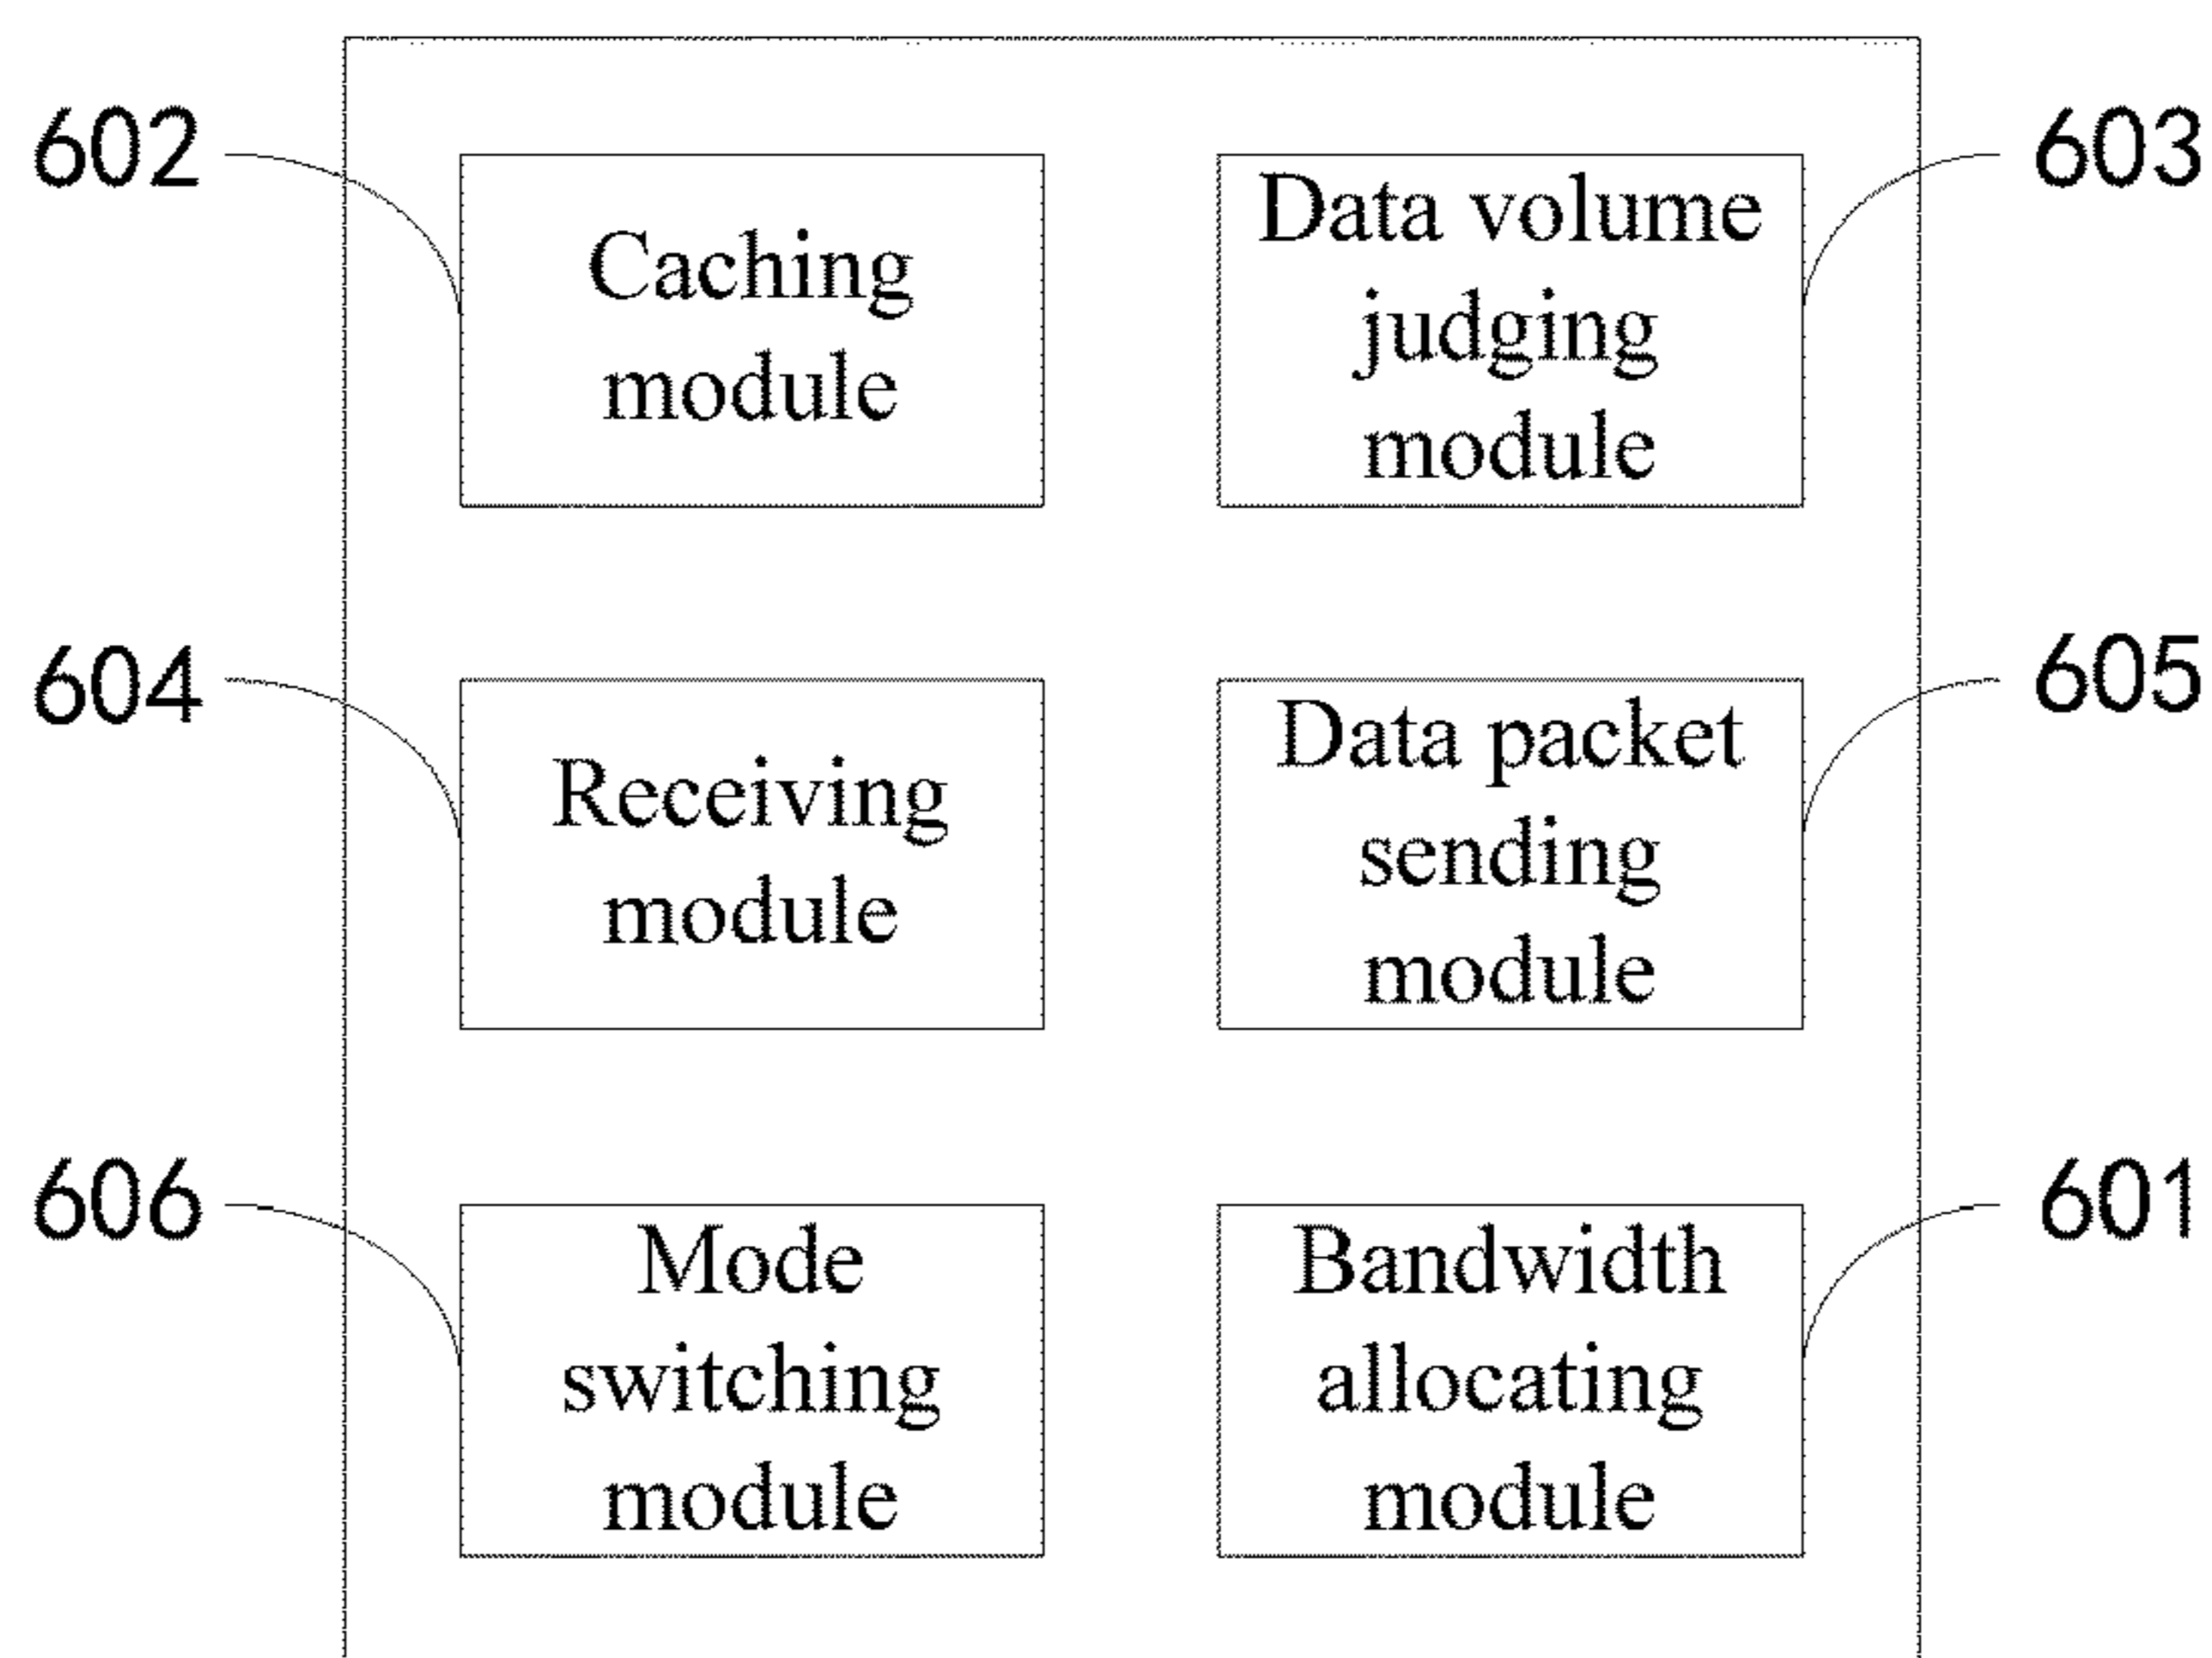 602
Caching
module
603
Data volume
judging
module
604
Receiving
module
605
Data packet
sending
module
606
Mode
switching
module
601
Bandwidth
allocating
module